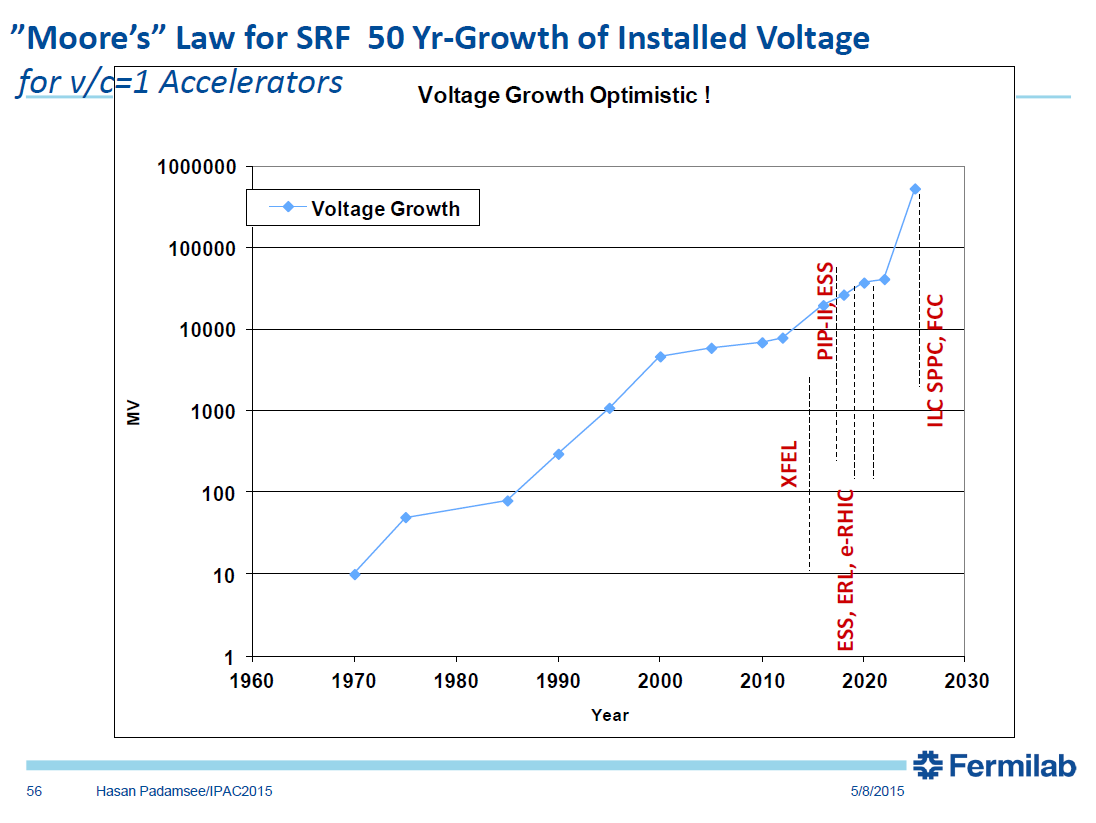 ”Moore’s” Law for SRF 50 Yr-Growth of Installed Voltage
for v/c=1 Accelerators
Voltage Growth Optimistic !
1000000
Voltage Growth
100000
10000
1000
100
10
1
MV
1960 1970 1980 1990 2000 2010 2020 2030
Year
XFEL
PIP-II, ESS
ESS, ERL, e-RHIC
ILC SPPC, FCC
Fermilab
56 Hasan Padamsee/IPAC2015 5/8/2015